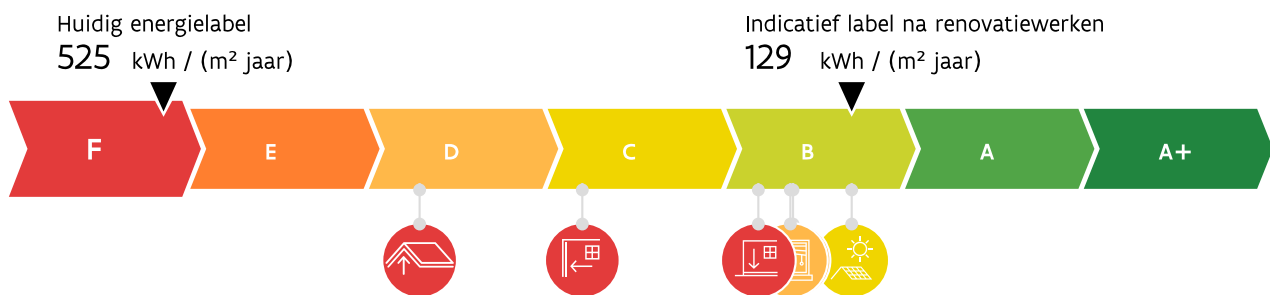 Huidig energielabel
525 kWh / (m² jaar)
Indicatief label na renovatiewerken
129 kWh / (m² jaar)
F E D C B A A+